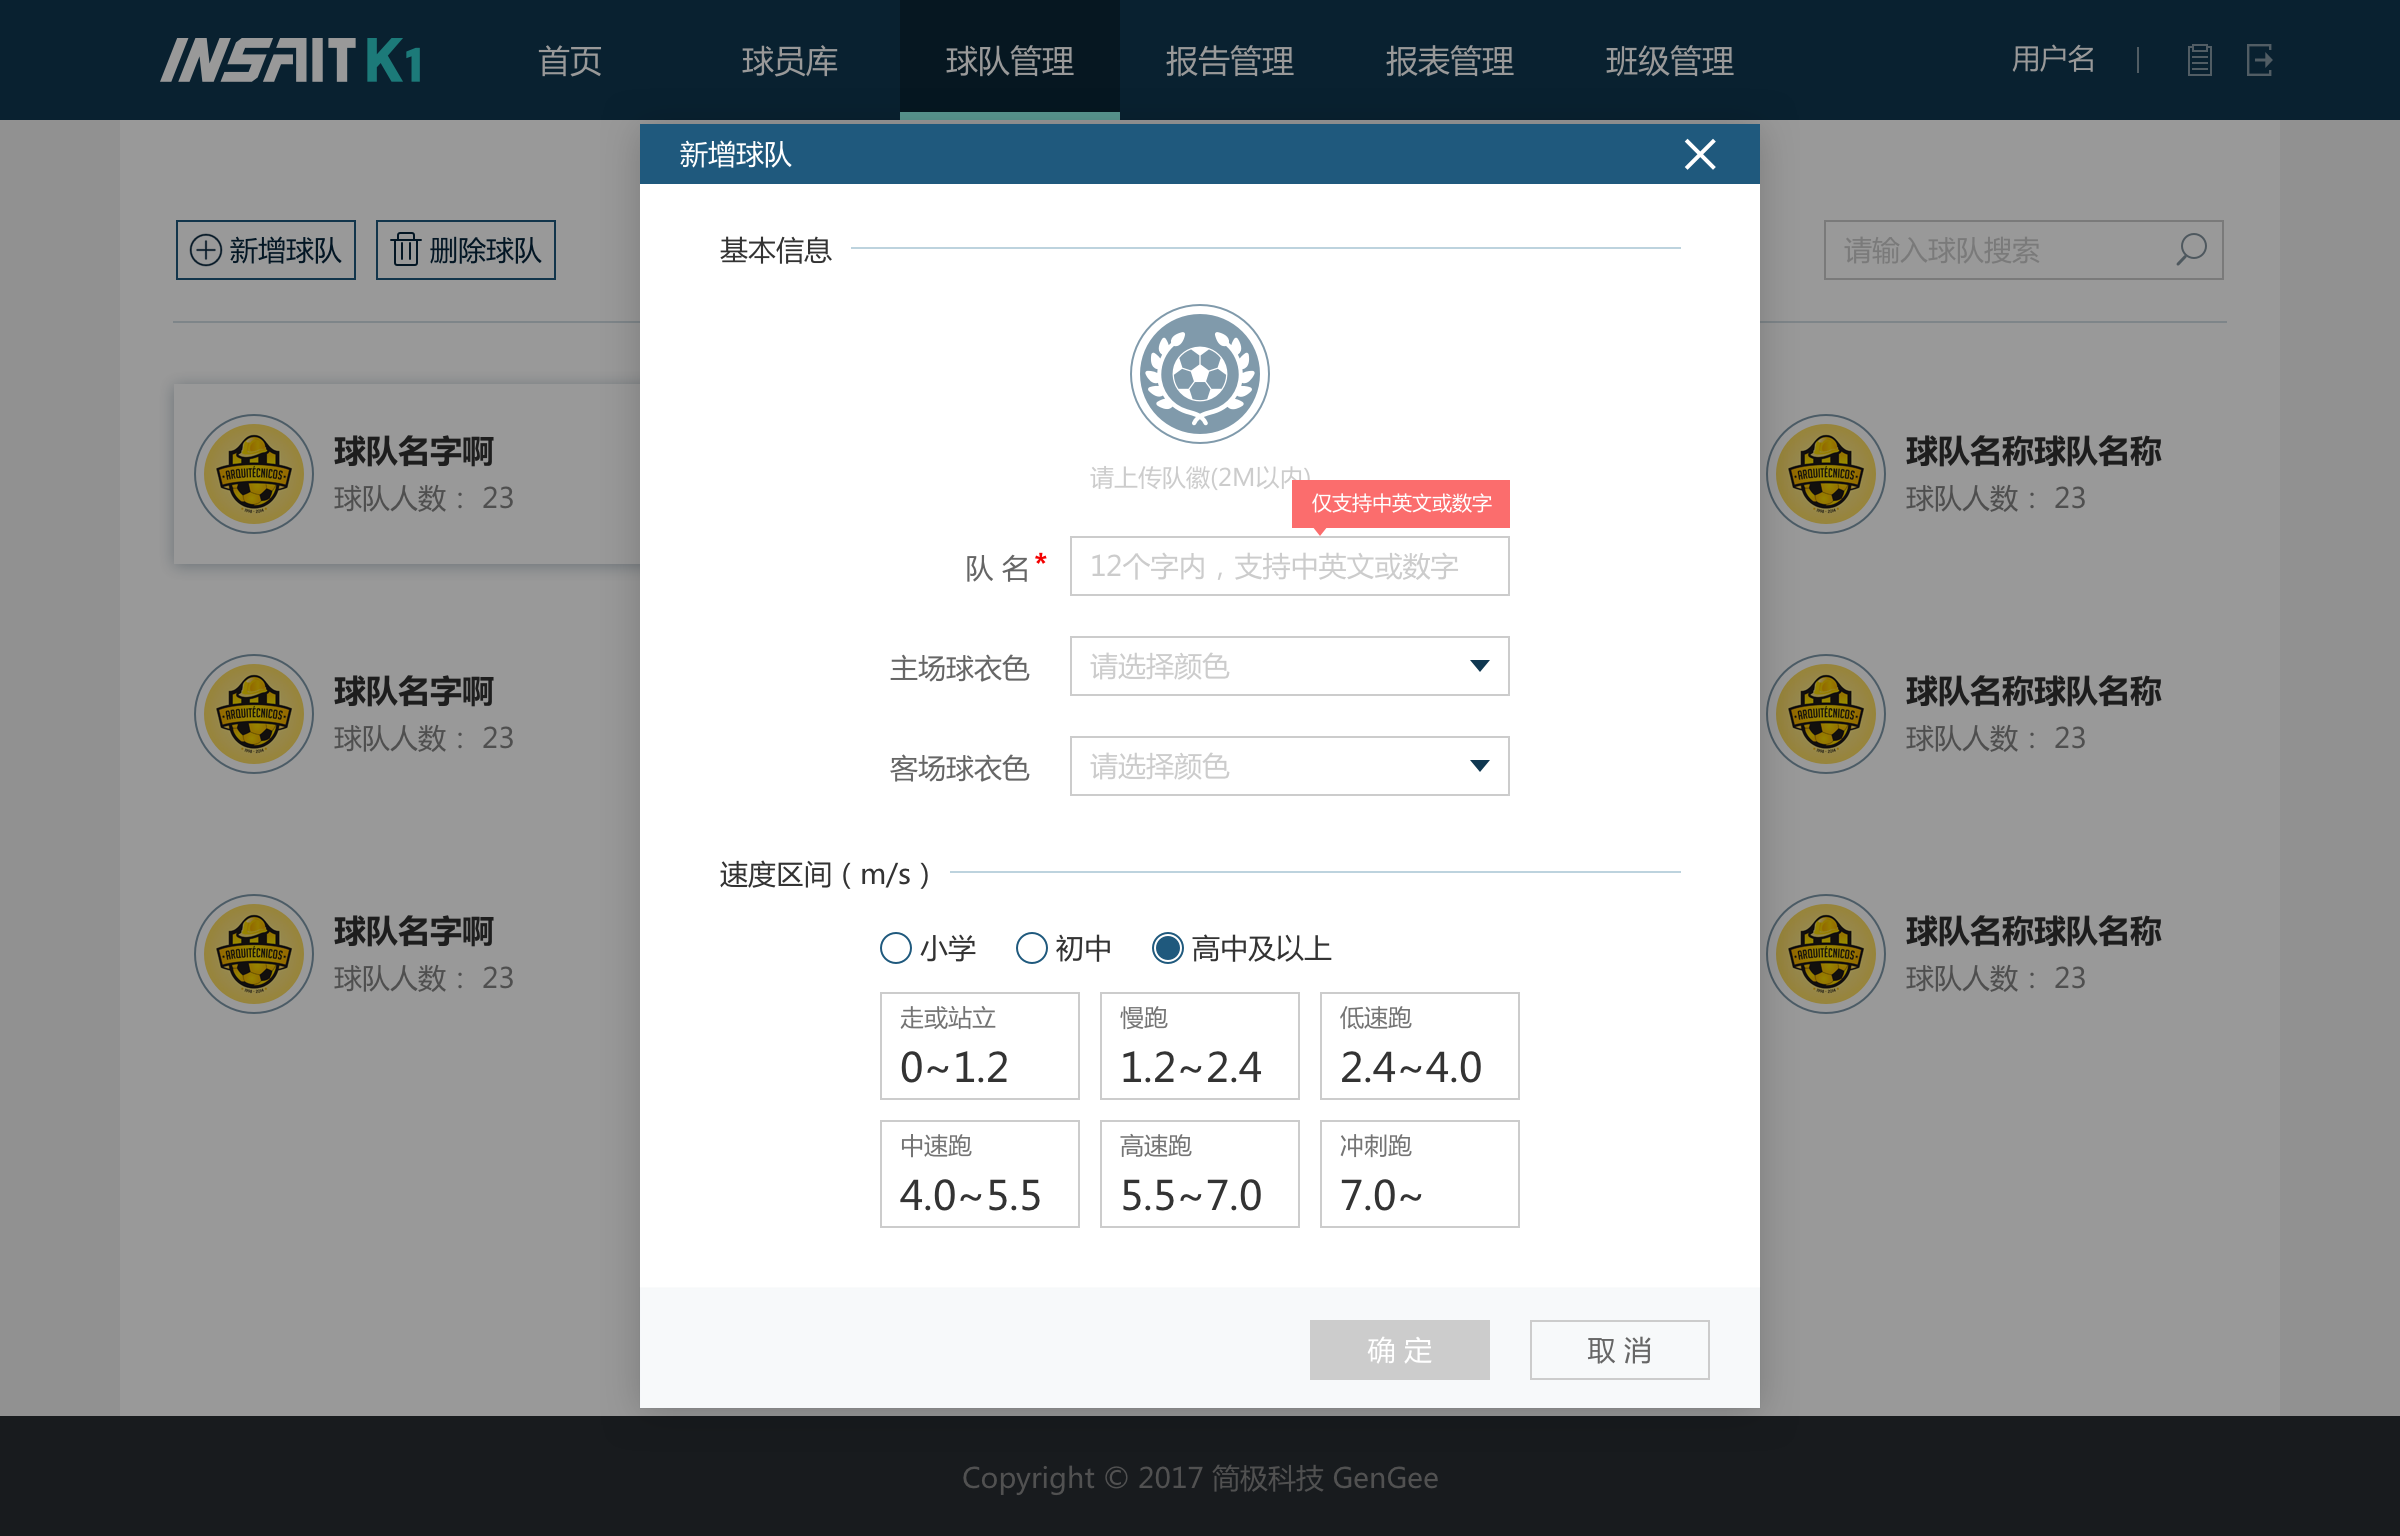 INSAIT K1
首页
球员库
球队管理
报告管理
报表管理
班级管理
用户名
新增球队
新增球队
删除球队
请输入球队搜索
基本信息
请上传队徽(2M以内)
仅支持中英文或数字
队 名*
12个字内，支持中英文或数字
主场球衣色
请选择颜色
客场球衣色
请选择颜色
速度区间（m/s）
小学
初中
高中及以上
走或站立
0~1.2
慢跑
1.2~2.4
低速跑
2.4~4.0
中速跑
4.0~5.5
高速跑
5.5~7.0
冲刺跑
7.0~
确 定
取 消
ARQUITÉCNICOS
球队名字啊
球队人数： 23
ARQUITÉCNICOS
球队名称球队名称
球队人数： 23
ARQUITÉCNICOS
球队名字啊
球队人数： 23
ARQUITÉCNICOS
球队名称球队名称
球队人数： 23
ARQUITÉCNICOS
球队名字啊
球队人数： 23
ARQUITÉCNICOS
球队名称球队名称
球队人数： 23
Copyright © 2017 简极科技 GenGee